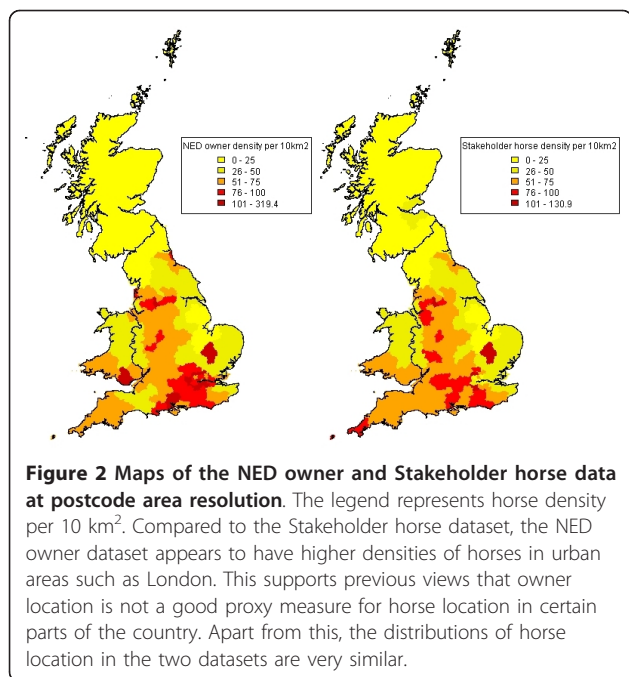 NED owner density per 10km2
0 - 25
26 - 50
51 - 75
76 - 100
101 - 319.4
Stakeholder horse density per 10km2
0 - 25
26 - 50
51 - 75
76 - 100
101 - 130.9
Figure 2 Maps of the NED owner and Stakeholder horse data
at postcode area resolution. The legend represents horse density
per 10 km². Compared to the Stakeholder horse dataset, the NED
owner dataset appears to have higher densities of horses in urban
areas such as London. This supports previous views that owner
location is not a good proxy measure for horse location in certain
parts of the country. Apart from this, the distributions of horse
location in the two datasets are very similar.